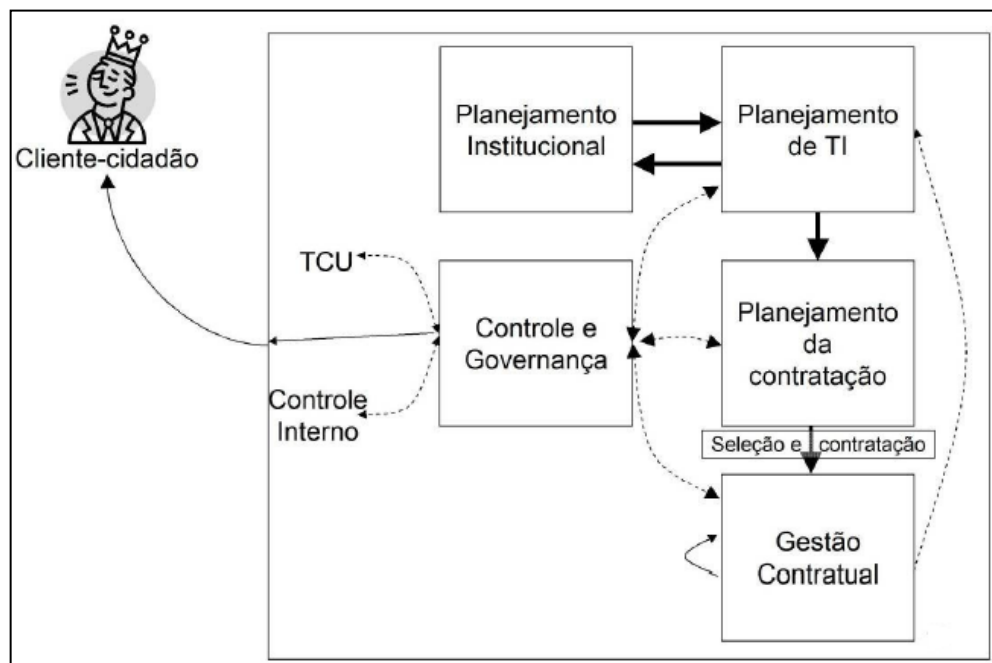 Cliente-cidadão
Planejamento
Institucional
Planejamento
de TI
TCU
Controle e
Governança
Controle
Interno
Planejamento
da
contratação
Seleção e contratação
Gestão
Contratual